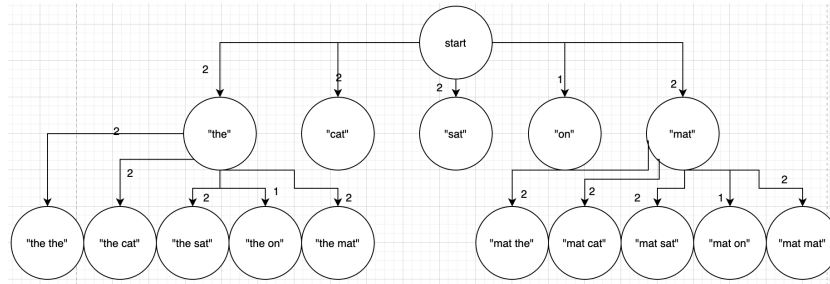 start
2
2
2
1
2
"the"
"cat"
"sat"
"on"
"mat"
2
2
2
1
2
2
2
2
1
2
"the the"
"the cat"
"the sat"
"the on"
"the mat"
"mat the"
"mat cat"
"mat sat"
"mat on"
"mat mat"